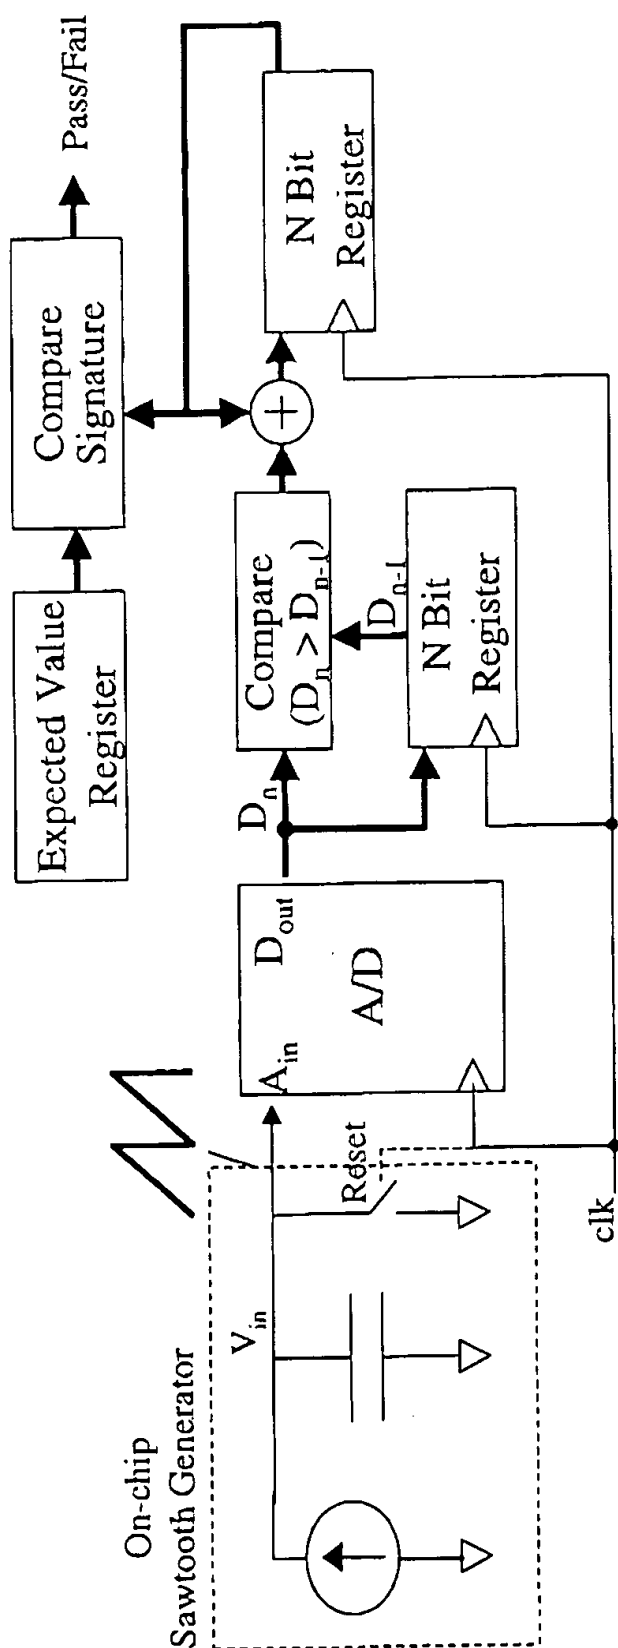 On-chip
Sawtooth Generator
V_in
Reset
clk
A_in
D_out
A/D
D_n
Compare
(D_n > D_n-1)
D_n-1
N Bit
Register
+
N Bit
Register
Expected Value
Register
Compare
Signature
Pass/Fail